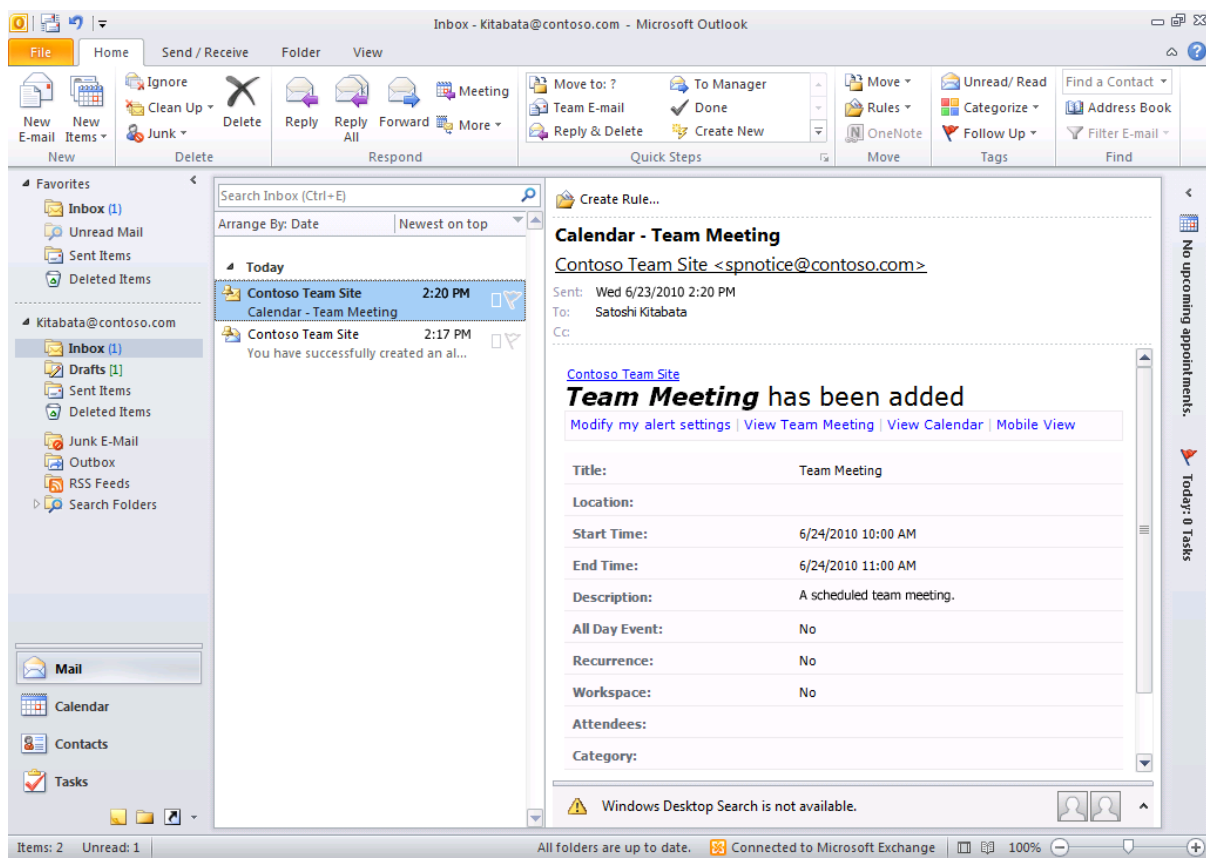 Inbox - Kitabata@contoso.com - Microsoft Outlook
File Home Send / Receive Folder View
New E-mail
New Items
Ignore
Clean Up
Junk
Delete
Reply
Reply All
Forward
Meeting
More
Move to: ?
Team E-mail
Reply & Delete
To Manager
Done
Create New
Move
Rules
OneNote
Unread/ Read
Categorize
Follow Up
Find a Contact
Address Book
Filter E-mail
New Delete Respond Quick Steps Move Tags Find
Favorites
Inbox (1)
Unread Mail
Sent Items
Deleted Items
Kitabata@contoso.com
Inbox (1)
Drafts [1]
Sent Items
Deleted Items
Junk E-Mail
Outbox
RSS Feeds
Search Folders
Mail
Calendar
Contacts
Tasks
Search Inbox (Ctrl+E)
Arrange By: Date Newest on top
Today
Contoso Team Site 2:20 PM
Calendar - Team Meeting
Contoso Team Site 2:17 PM
You have successfully created an al...
Create Rule...
Calendar - Team Meeting
Contoso Team Site <spnotice@contoso.com>
Sent: Wed 6/23/2010 2:20 PM
To: Satoshi Kitabata
Cc:
Contoso Team Site
Team Meeting has been added
Modify my alert settings | View Team Meeting | View Calendar | Mobile View
Title: Team Meeting
Location:
Start Time: 6/24/2010 10:00 AM
End Time: 6/24/2010 11:00 AM
Description: A scheduled team meeting.
All Day Event: No
Recurrence: No
Workspace: No
Attendees:
Category:
Windows Desktop Search is not available.
No upcoming appointments.
Today: 0 Tasks
Items: 2 Unread: 1 All folders are up to date. Connected to Microsoft Exchange 100%